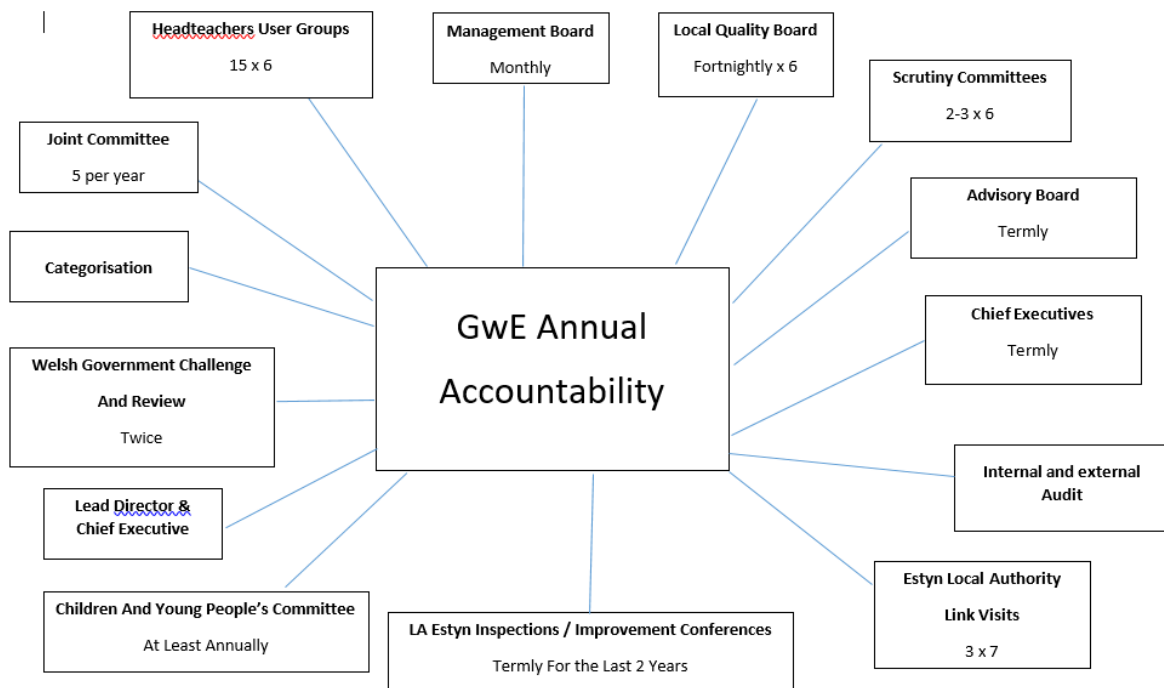 Headteachers User Groups
15 x 6
Management Board
Monthly
Local Quality Board
Fortnightly x 6
Scrutiny Committees
2-3 x 6
Joint Committee
5 per year
Advisory Board
Termly
Categorisation
GwE Annual
Accountability
Chief Executives
Termly
Welsh Government Challenge
And Review
Twice
Internal and external
Audit
Lead Director &
Chief Executive
Estyn Local Authority
Link Visits
3 x 7
Children And Young People’s Committee
At Least Annually
LA Estyn Inspections / Improvement Conferences
Termly For the Last 2 Years